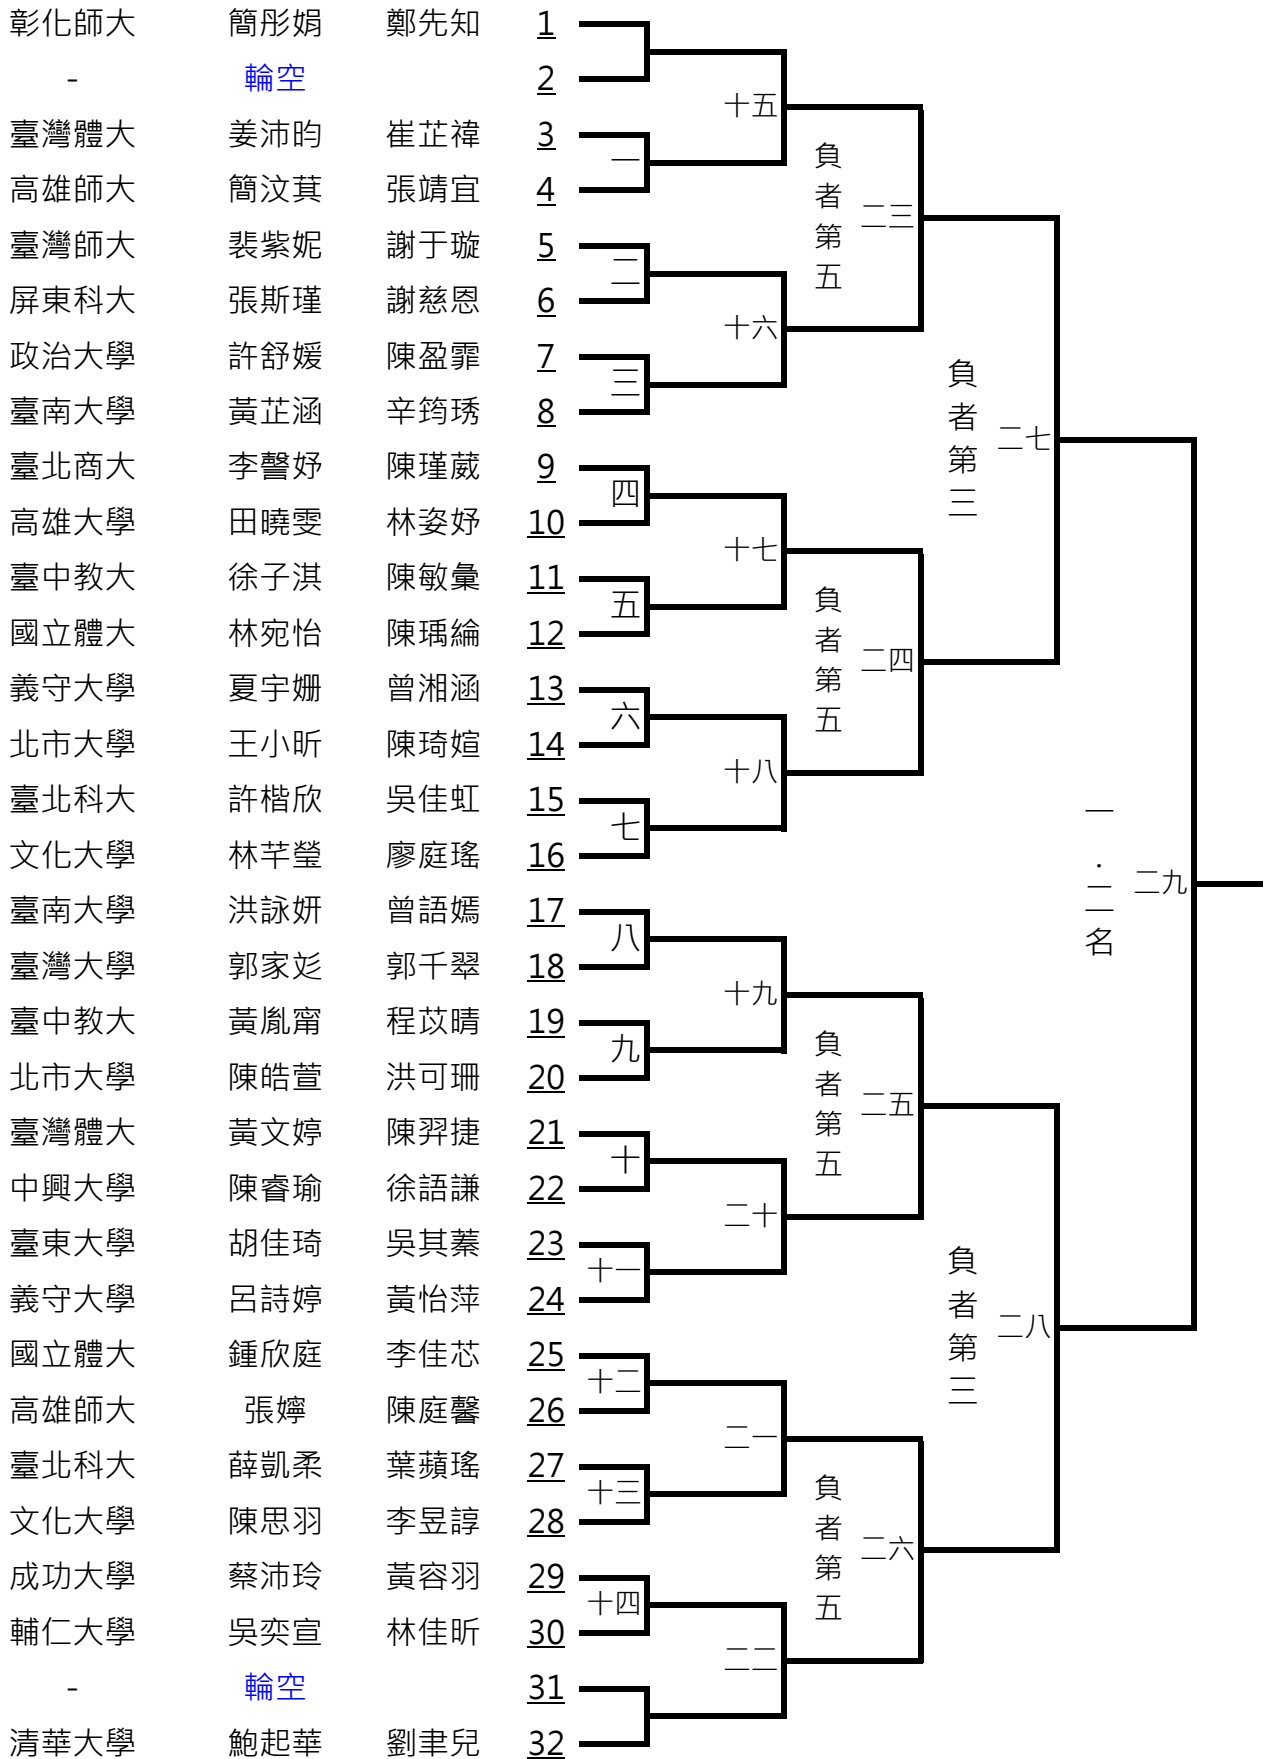 彰化師大 簡彤娟 鄭先知 1
- 輪空 2
十五
臺灣體大 姜沛昀 崔芷禕 3
一
高雄師大 簡汶萁 張靖宜 4
負者第五
二三
臺灣師大 裴紫妮 謝于璇 5
二
屏東科大 張斯瑾 謝慈恩 6
十六
政治大學 許舒媛 陳盈霏 7
三
臺南大學 黃芷涵 辛筠琇 8
負者第三
二七
臺北商大 李馨妤 陳瑾葳 9
四
高雄大學 田曉雯 林姿妤 10
十七
臺中教大 徐子淇 陳敏彙 11
五
國立體大 林宛怡 陳瑀綸 12
負者第五
二四
義守大學 夏宇姍 曾湘涵 13
六
北市大學 王小昕 陳琦媗 14
十八
臺北科大 許楷欣 吳佳虹 15
七
文化大學 林芊瑩 廖庭瑤 16
一.二名
二九
臺南大學 洪詠妍 曾語嫣 17
八
臺灣大學 郭家彣 郭千翠 18
十九
臺中教大 黃胤甯 程苡晴 19
九
北市大學 陳皓萱 洪可珊 20
負者第五
二五
臺灣體大 黃文婷 陳羿捷 21
十
中興大學 陳睿瑜 徐語謙 22
二十
臺東大學 胡佳琦 吳其蓁 23
十一
義守大學 呂詩婷 黃怡萍 24
負者第三
二八
國立體大 鍾欣庭 李佳芯 25
十二
高雄師大 張嬣 陳庭馨 26
二一
臺北科大 薛凱柔 葉蘋瑤 27
十三
文化大學 陳思羽 李昱諄 28
負者第五
二六
成功大學 蔡沛玲 黃容羽 29
十四
輔仁大學 吳奕宣 林佳昕 30
二二
- 輪空 31
清華大學 鮑起華 劉聿兒 32